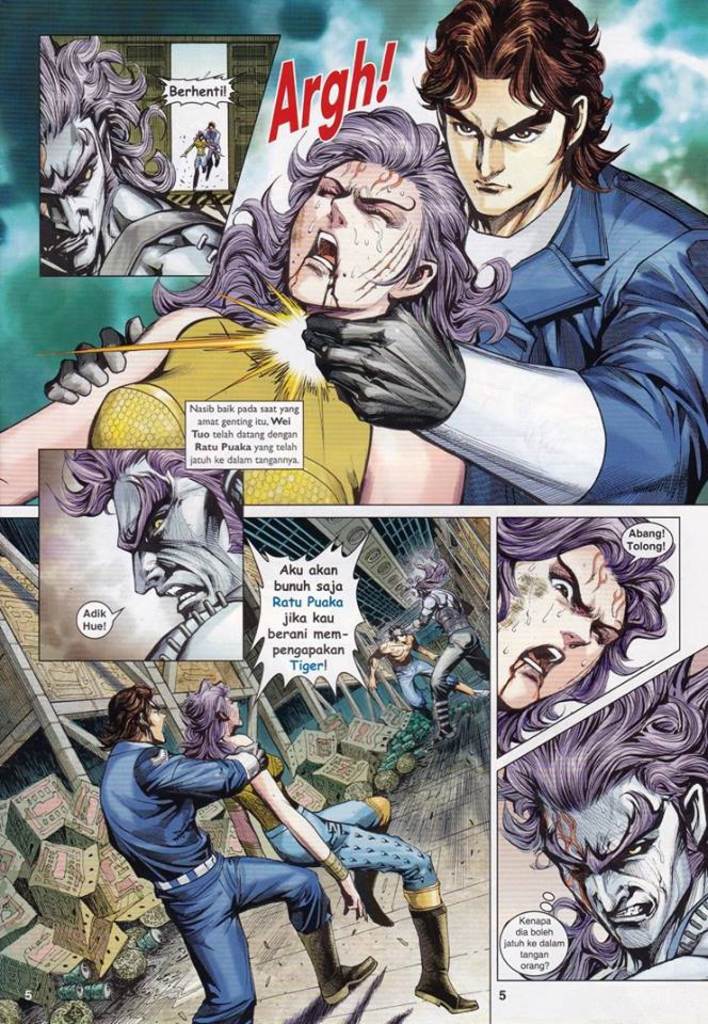 Berhenti!
Argh!
Nasib baik pada saat yang
amat genting itu, Wei
Tuo telah datang dengan
Ratu Puaka yang telah
jatuh ke dalam tangannya.
Adik
Hue!
Aku akan
bunuh saja
Ratu Puaka
jika kau
berani mem-
pengapakan
Tiger!
Abang!
Tolong!
Kenapa
dia boleh
jatuh ke dalam
tangan
orang?
5
5